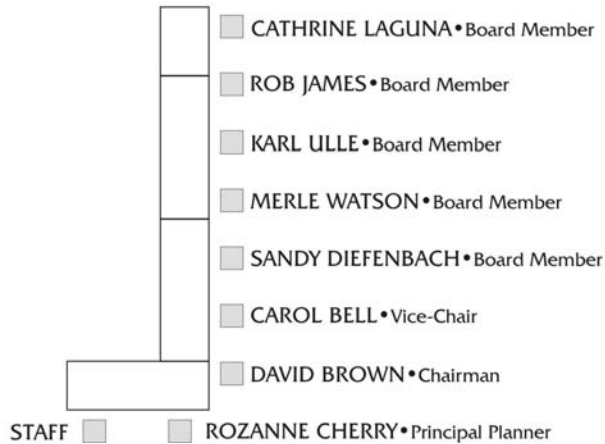 CATHRINE LAGUNA•Board Member
ROB JAMES•Board Member
KARL ULLE•Board Member
MERLE WATSON•Board Member
SANDY DIEFENBACH•Board Member
CAROL BELL•Vice-Chair
DAVID BROWN•Chairman
STAFF ROZANNE CHERRY•Principal Planner